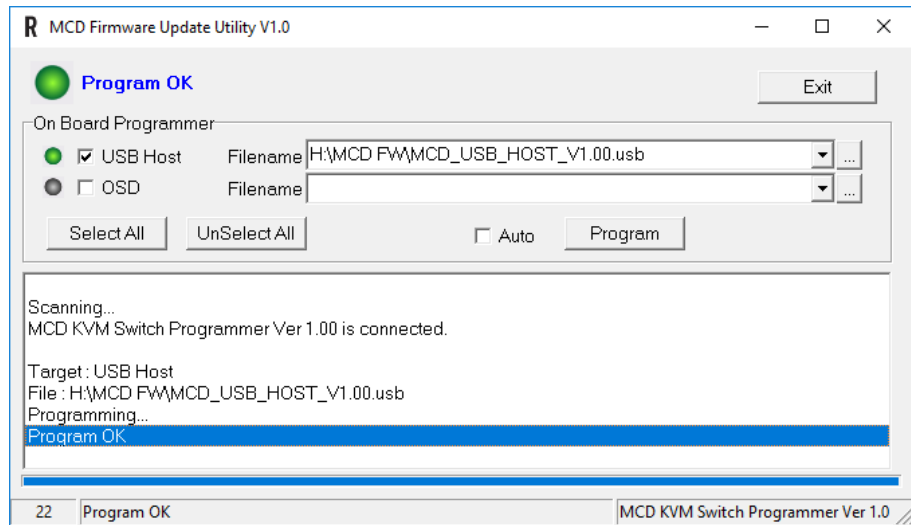 R MCD Firmware Update Utility V1.0
Program OK
Exit
On Board Programmer
USB Host Filename H:\MCD FW\MCD_USB_HOST_V1.00.usb ...
OSD Filename ...
Select All UnSelect All Auto Program
Scanning...
MCD KVM Switch Programmer Ver 1.00 is connected.
Target : USB Host
File : H:\MCD FW\MCD_USB_HOST_V1.00.usb
Programming...
Program OK
22 Program OK MCD KVM Switch Programmer Ver 1.0